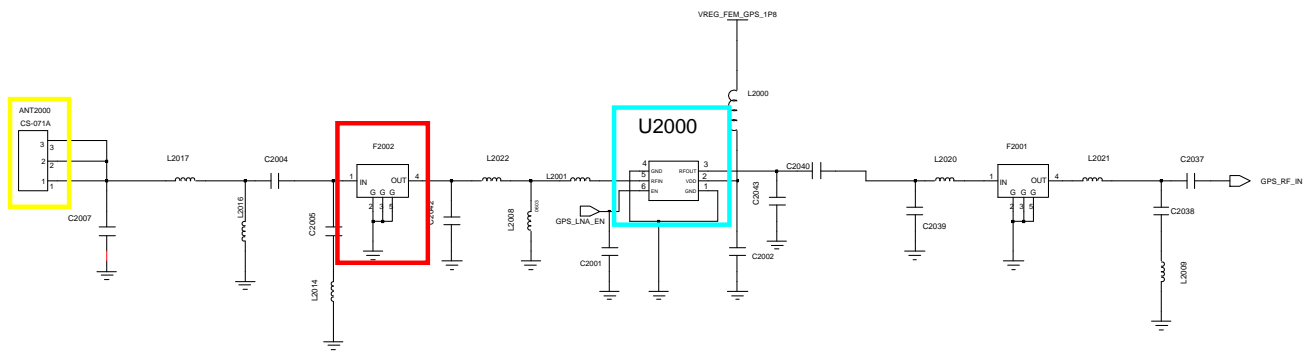 VREG_FEM_GPS_1P8
L2000
ANT2000
CS-071A
3
3
2
2
1
1
C2007
L2017
L2016
C2004
C2005
L2014
F2002
1
IN
OUT
4
G G G
2 3 5
C2042
L2022
L2008
0603
L2001
GPS_LNA_EN
C2001
U2000
4
GND
RFOUT
3
5
RFIN
VDD
2
6
EN
GND
1
C2002
C2043
C2040
C2039
L2020
F2001
1
IN
OUT
4
G G G
2 3 5
L2021
C2037
GPS_RF_IN
C2038
L2009